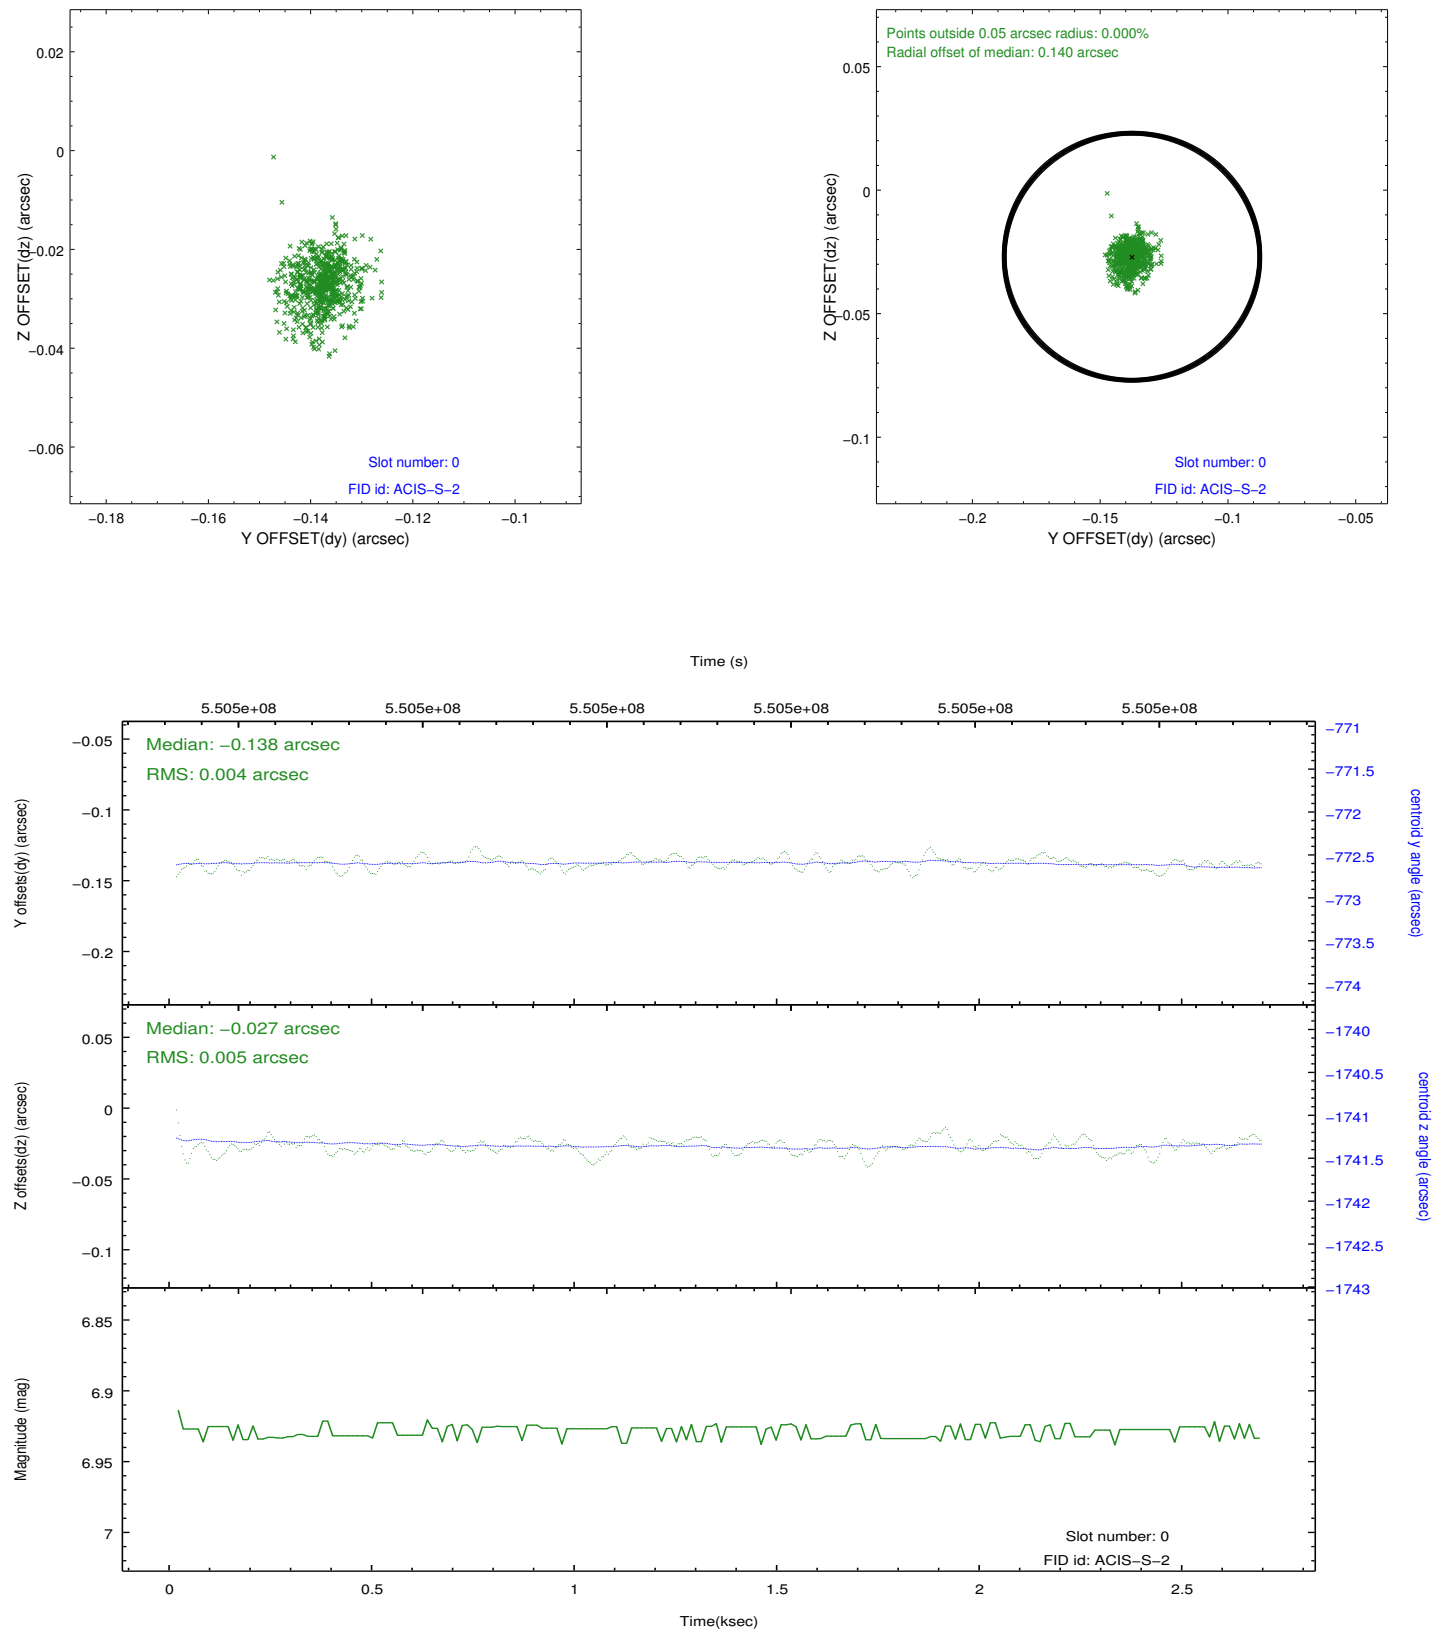 0.02
0
−0.02
−0.04
−0.06
Z OFFSET(dz) (arcsec)
Slot number: 0
FID id: ACIS−S−2
−0.18
−0.16
−0.14
−0.12
−0.1
Y OFFSET(dy) (arcsec)
Points outside 0.05 arcsec radius: 0.000%
Radial offset of median: 0.140 arcsec
0.05
0
−0.05
−0.1
Z OFFSET(dz) (arcsec)
Slot number: 0
FID id: ACIS−S−2
−0.2
−0.15
−0.1
−0.05
Y OFFSET(dy) (arcsec)
Time (s)
5.505e+08
5.505e+08
5.505e+08
5.505e+08
5.505e+08
5.505e+08
Median: −0.138 arcsec
RMS: 0.004 arcsec
−0.05
−0.1
−0.15
−0.2
Y offsets(dy) (arcsec)
−771
−771.5
−772
−772.5
−773
−773.5
−774
centroid y angle (arcsec)
Median: −0.027 arcsec
RMS: 0.005 arcsec
0.05
0
−0.05
−0.1
Z offsets(dz) (arcsec)
−1740
−1740.5
−1741
−1741.5
−1742
−1742.5
−1743
centroid z angle (arcsec)
6.85
6.9
6.95
7
Magnitude (mag)
Slot number: 0
FID id: ACIS−S−2
0
0.5
1
1.5
2
2.5
Time(ksec)